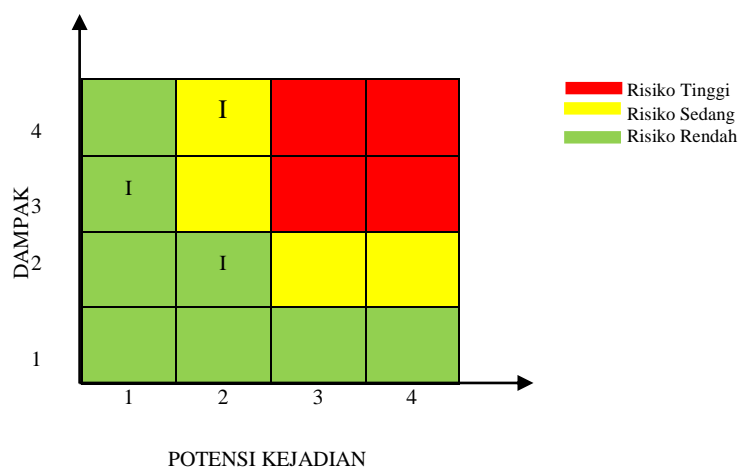 I
Risiko Tinggi
Risiko Sedang
4
Risiko Rendah
I
DAMPAK
3
2
I
1
1 2 3 4
POTENSI KEJADIAN